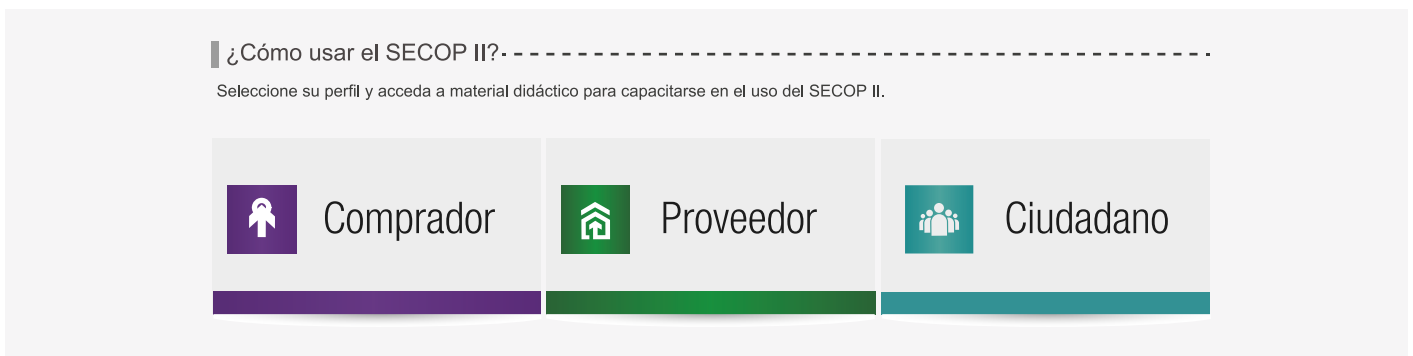 ¿Cómo usar el SECOP II?
Seleccione su perfil y acceda a material didáctico para capacitarse en el uso del SECOP II.
Comprador
Proveedor
Ciudadano